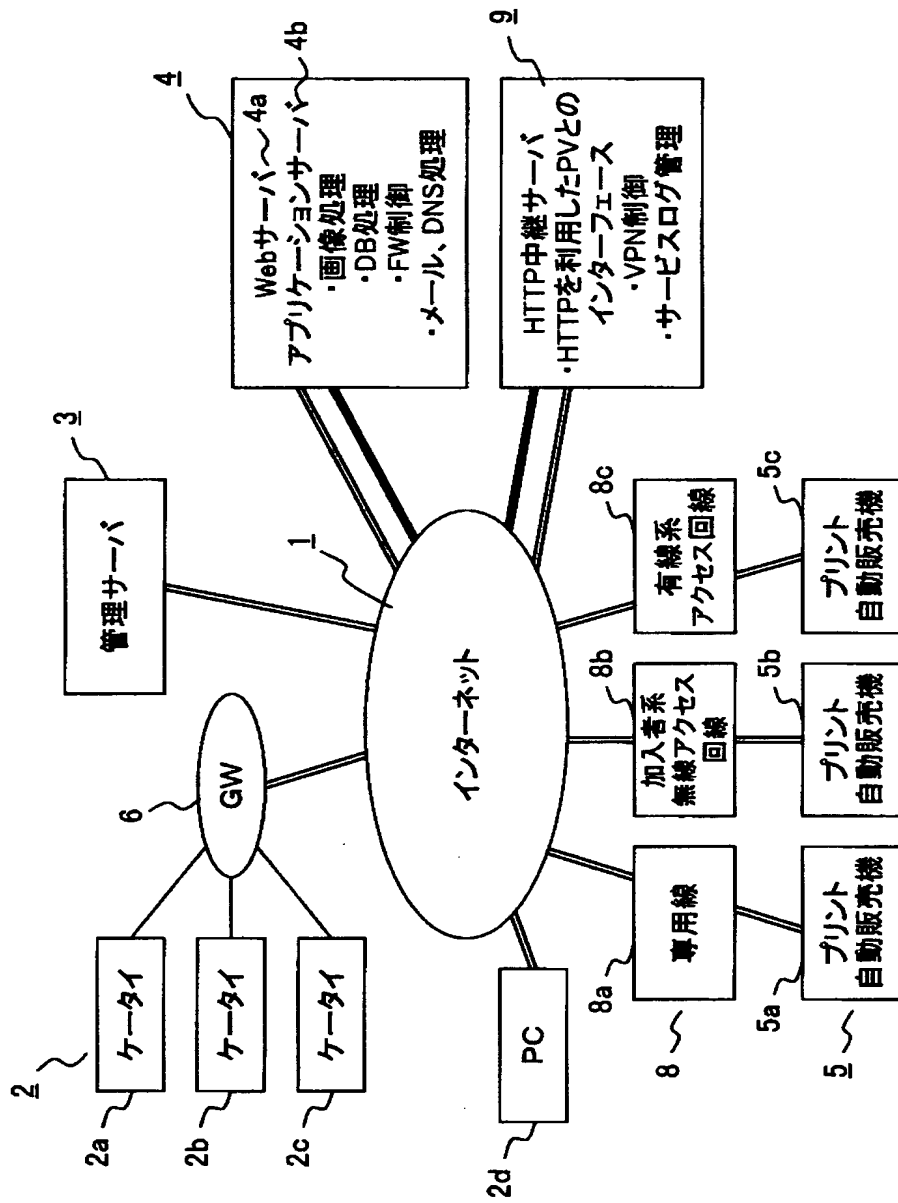 2
2a
ケータイ
2b
ケータイ
2c
ケータイ
6
GW
3
管理サーバ
4
Webサーバ~4a
アプリケーションサーバ
4b
・画像処理
・DB処理
・FW制御
・メール、DNS処理
1
インターネット
9
HTTP中継サーバ
・HTTPを利用したPVとの
インターフェース
・VPN制御
・サービスログ管理
2d
PC
8
8a
専用線
8b
加入者系
無線アクセス
回線
8c
有線系
アクセス回線
5
5a
プリント
自動販売機
5b
プリント
自動販売機
5c
プリント
自動販売機